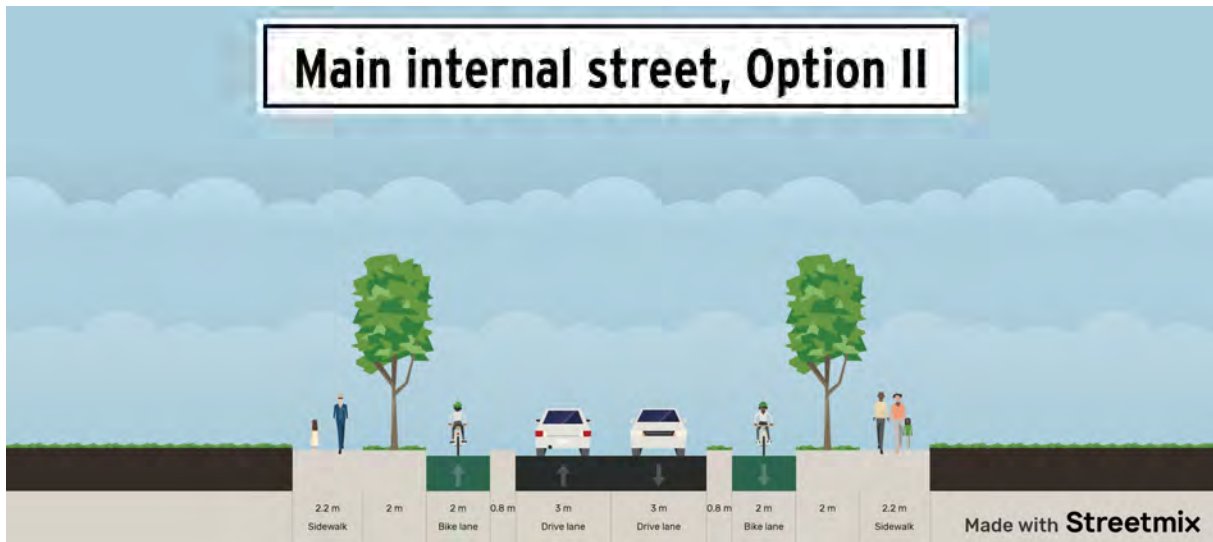 Main internal street, Option II
2.2 m 2 m 2 m 0.8 m 3 m 3 m 0.8 m 2 m 2 m 2.2 m
Sidewalk Bike lane Drive lane Drive lane Bike lane Sidewalk
Made with Streetmix